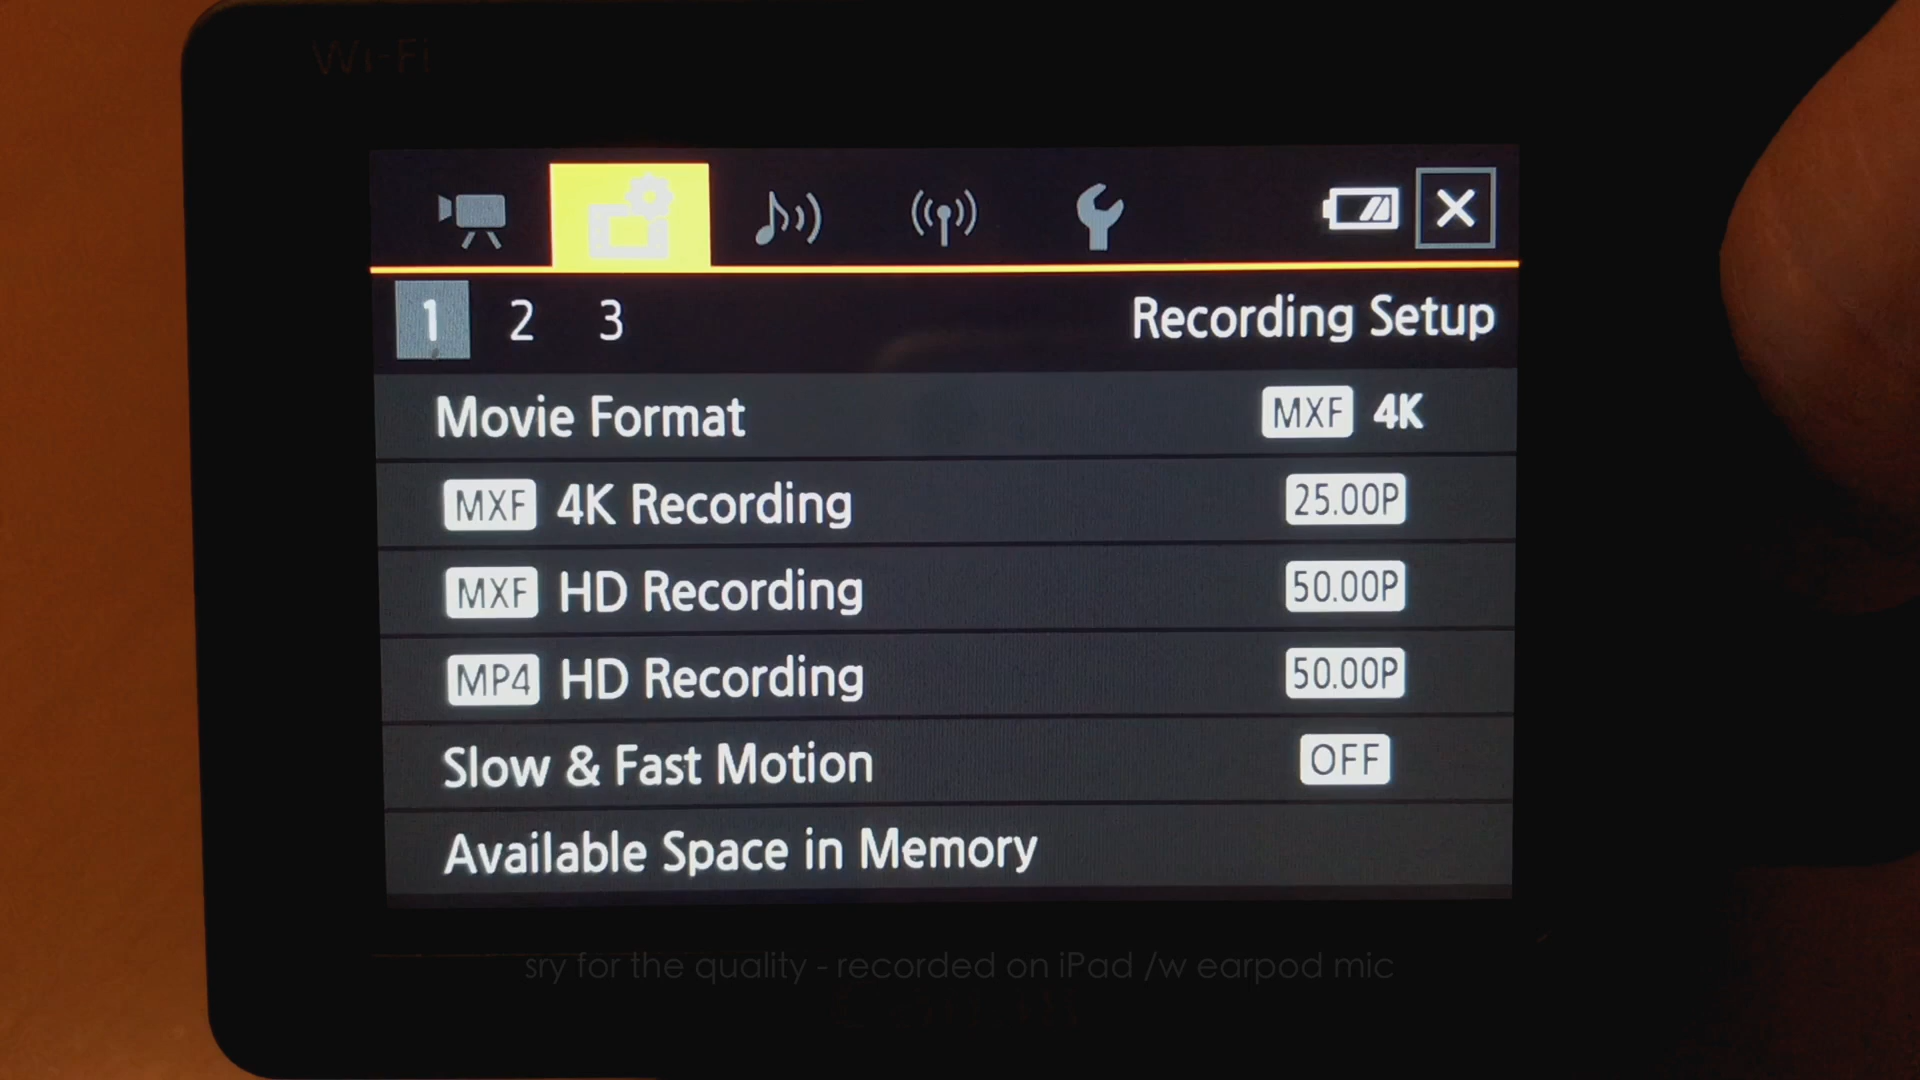 Wi-Fi
1 2 3 Recording Setup
Movie Format MXF 4K
MXF 4K Recording 25.00P
MXF HD Recording 50.00P
MP4 HD Recording 50.00P
Slow & Fast Motion OFF
Available Space in Memory
sry for the quality - recorded on iPad /w earpod mic